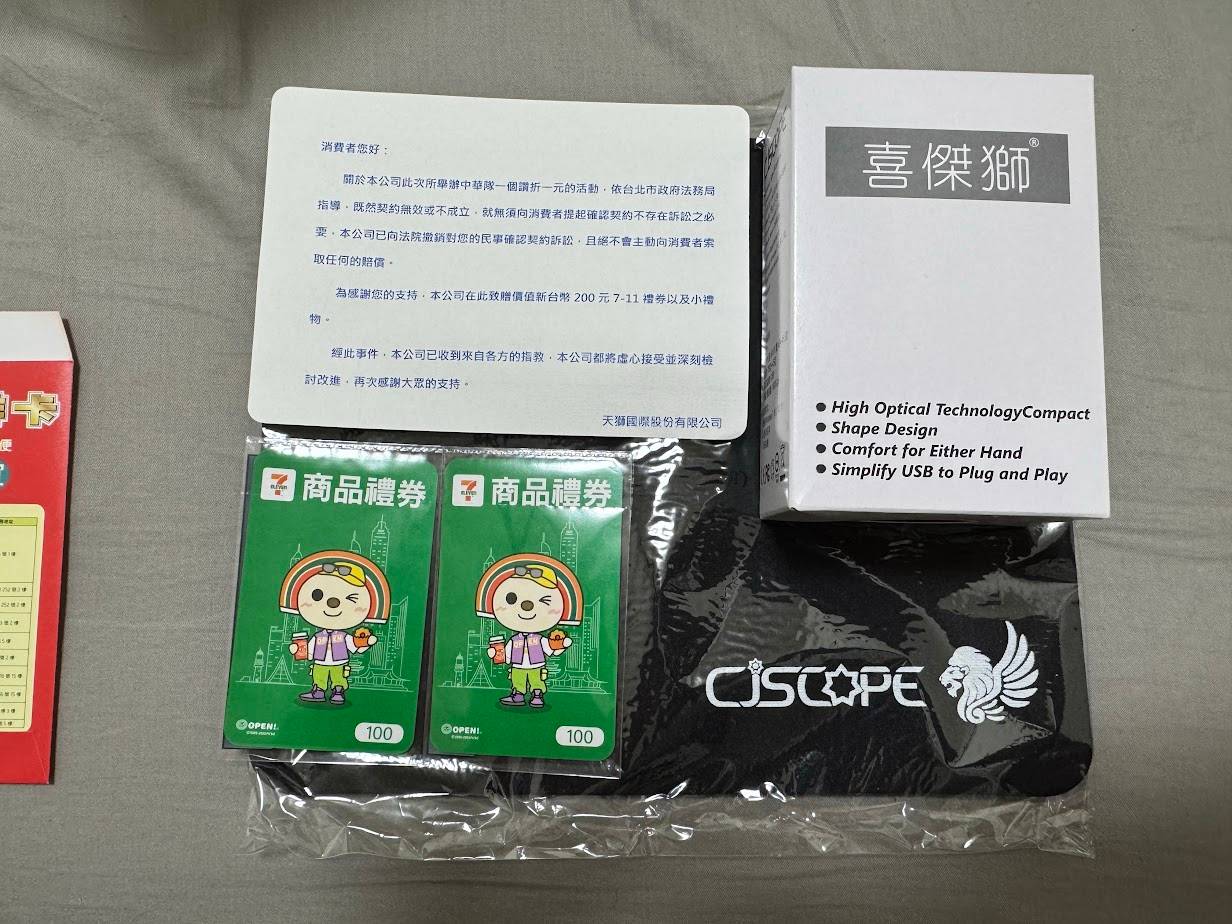 消費者您好：
關於本公司此次所舉辦中華隊一個讚折一元的活動，依台北市政府法務局
指導，既然契約無效或不成立，就無須向消費者提起確認契約不存在訴訟之必
要，本公司已向法院撤銷對您的民事確認契約訴訟，且絕不會主動向消費者索
取任何的賠償。
為感謝您的支持，本公司在此致贈價值新台幣 200 元 7-11 禮券以及小禮
物。
經此事件，本公司已收到來自各方的指教，本公司都將虛心接受並深刻檢
討改進，再次感謝大眾的支持。
天獅國際股份有限公司
喜傑獅®
● High Optical TechnologyCompact
● Shape Design
● Comfort for Either Hand
● Simplify USB to Plug and Play
7
ELEVEN
商品禮券
OPEN!
100
7
ELEVEN
商品禮券
OPEN!
100
CJSCOPE
卡
便